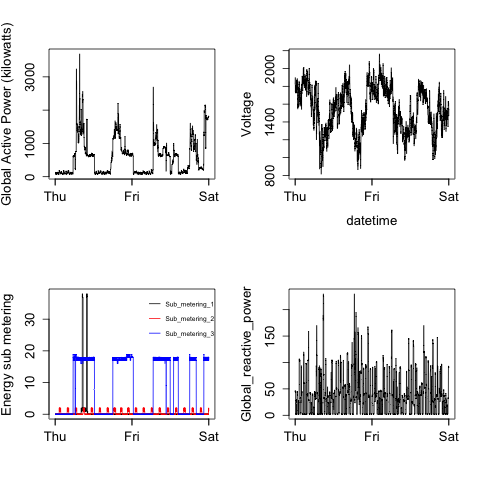 Global Active Power (kilowatts)
0
1000
3000
Thu
Fri
Sat
Voltage
800
1400
2000
Thu
Fri
Sat
datetime
Energy sub metering
0
10
20
30
Sub_metering_1
Sub_metering_2
Sub_metering_3
Thu
Fri
Sat
Global_reactive_power
0
50
150
Thu
Fri
Sat